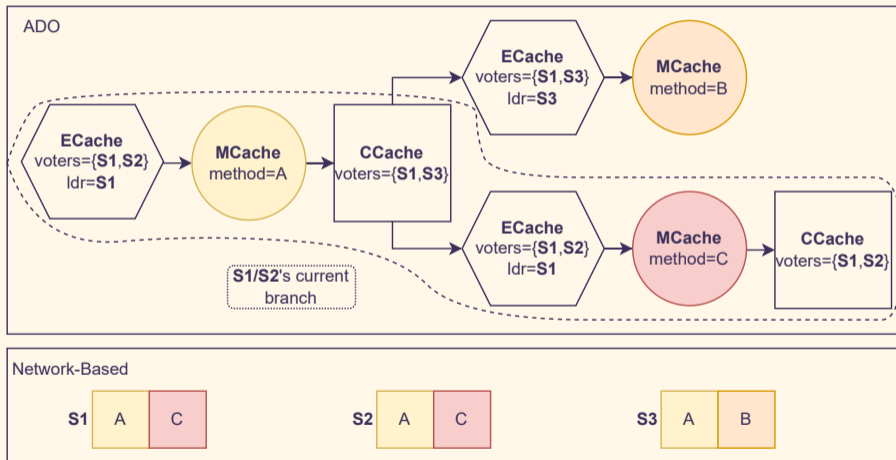 ADO
ECache
voters={S1,S2}
ldr=S1
MCache
method=A
CCache
voters={S1,S3}
ECache
voters={S1,S3}
ldr=S3
MCache
method=B
ECache
voters={S1,S2}
ldr=S1
MCache
method=C
CCache
voters={S1,S2}
S1/S2's current
branch
Network-Based
S1 A C
S2 A C
S3 A B